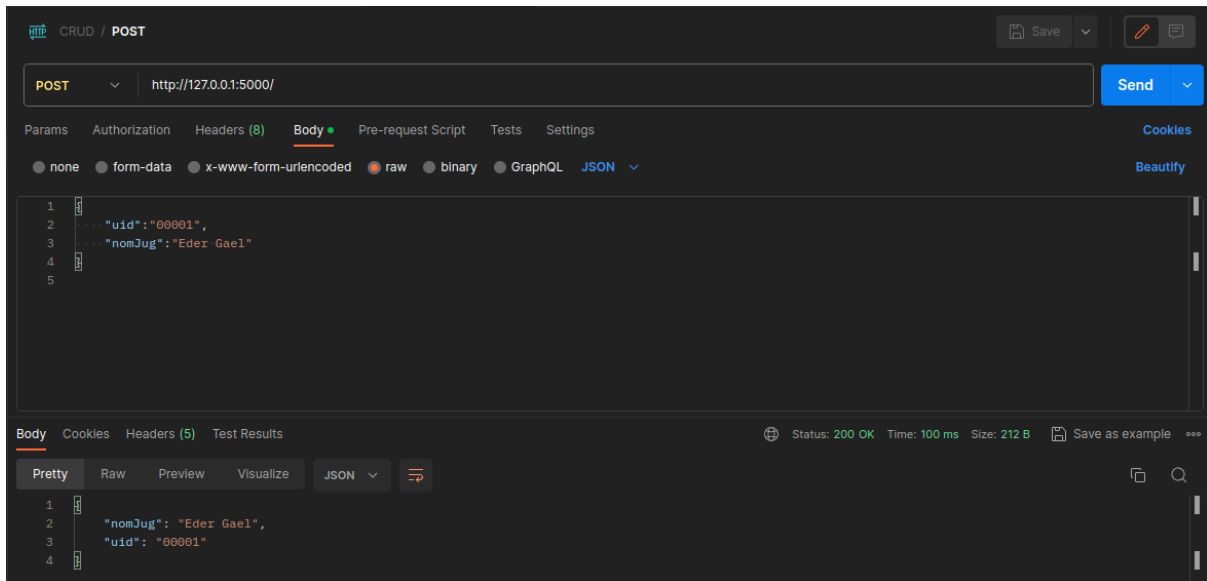 HTTP CRUD / POST Save
POST http://127.0.0.1:5000/ Send
Params Authorization Headers (8) Body Pre-request Script Tests Settings Cookies
none form-data x-www-form-urlencoded raw binary GraphQL JSON Beautify
1 {
2 ····"uid":"00001",
3 ····"nomJug":"Eder·Gael"
4 }
5
Body Cookies Headers (5) Test Results Status: 200 OK Time: 100 ms Size: 212 B Save as example
Pretty Raw Preview Visualize JSON
1 {
2 "nomJug": "Eder Gael",
3 "uid": "00001"
4 }